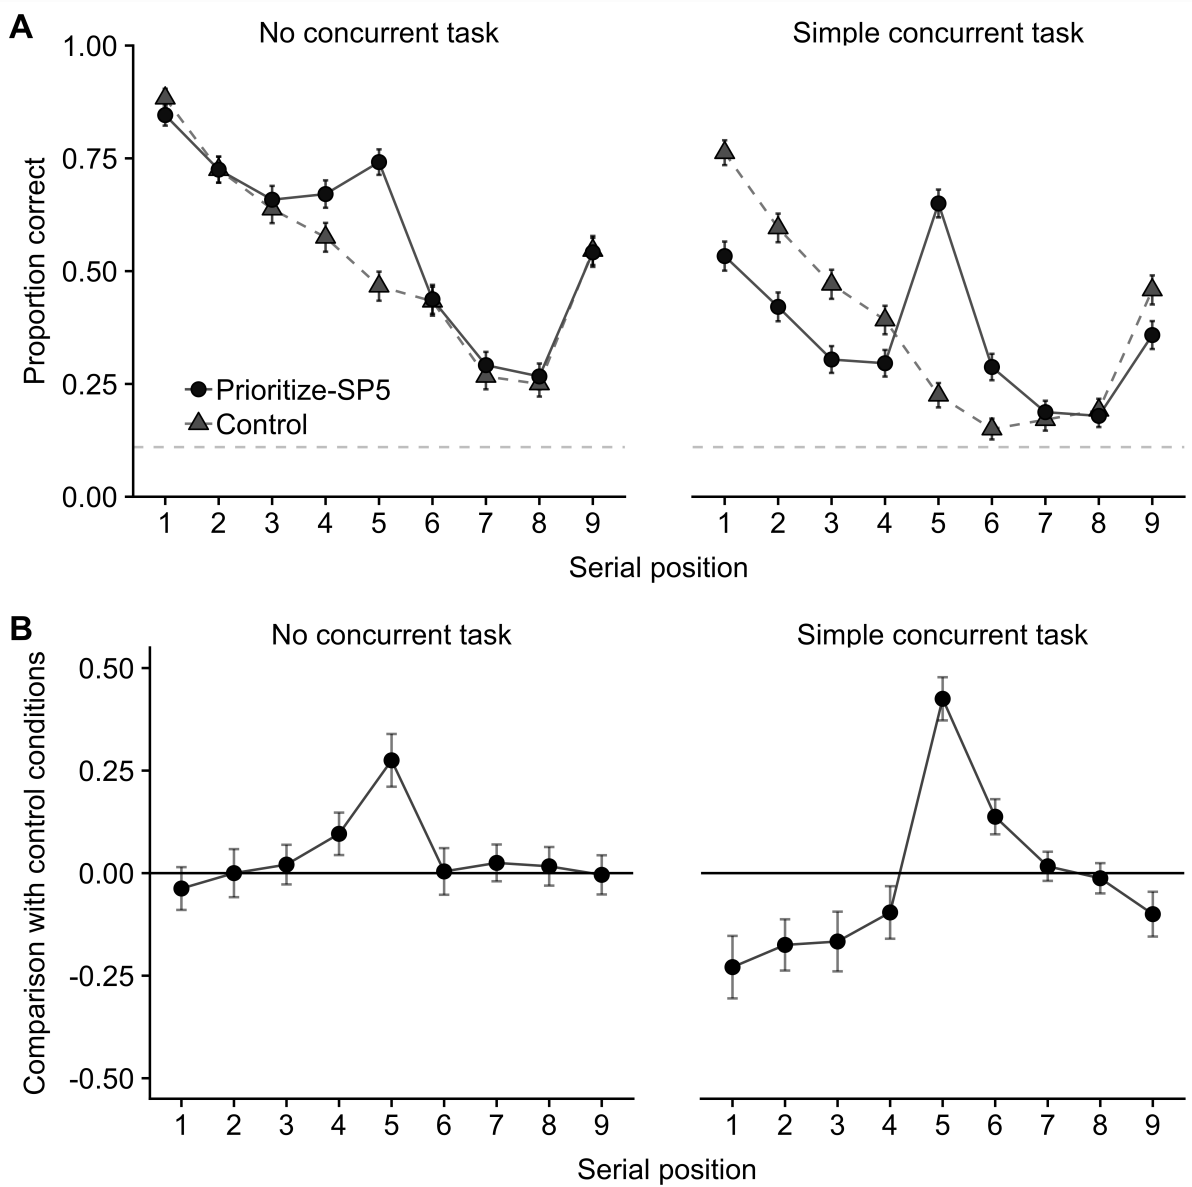 A
No concurrent task
Simple concurrent task
Proportion correct
1.00
0.75
0.50
0.25
0.00
Prioritize-SP5
Control
1 2 3 4 5 6 7 8 9
1 2 3 4 5 6 7 8 9
Serial position
B
No concurrent task
Simple concurrent task
Comparison with control conditions
0.50
0.25
0.00
-0.25
-0.50
1 2 3 4 5 6 7 8 9
1 2 3 4 5 6 7 8 9
Serial position